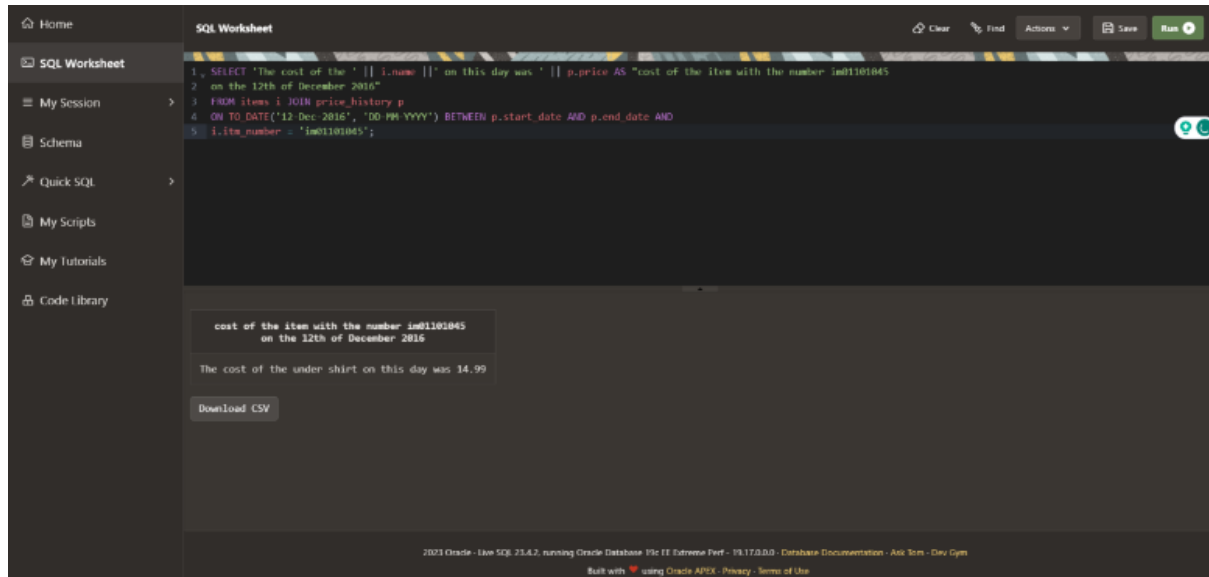 Home
SQL Worksheet
My Session
Schema
Quick SQL
My Scripts
My Tutorials
Code Library
SQL Worksheet
Clear
Find
Actions
Save
Run
1 SELECT 'The cost of the ' || i.name ||' on this day was ' || p.price AS "cost of the item with the number im01101045
2 on the 12th of December 2016"
3 FROM items i JOIN price_history p
4 ON TO_DATE('12-Dec-2016', 'DD-MM-YYYY') BETWEEN p.start_date AND p.end_date AND
5 i.itm_number = 'im01101045';
cost of the item with the number im01101045
on the 12th of December 2016
The cost of the under shirt on this day was 14.99
Download CSV
2023 Oracle - Live SQL 23.4.2, running Oracle Database 19c EE Extreme Perf - 19.17.0.0.0 - Database Documentation - Ask Tom - Dev Gym
Built with ❤ using Oracle APEX - Privacy - Terms of Use